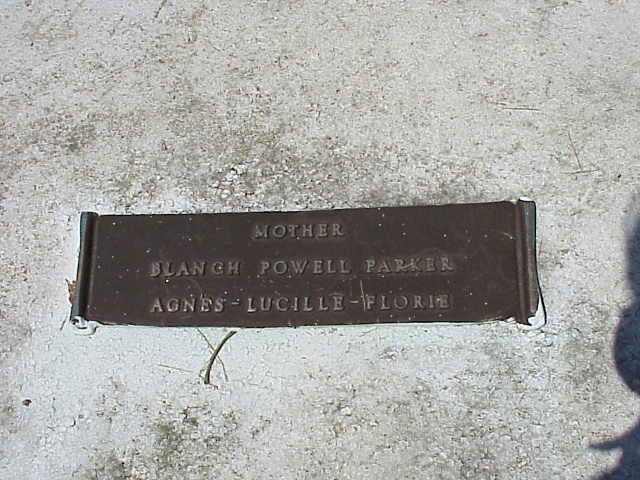 MOTHER
BLANCH POWELL PARKER
AGNES-LUCILLE-FLORIE